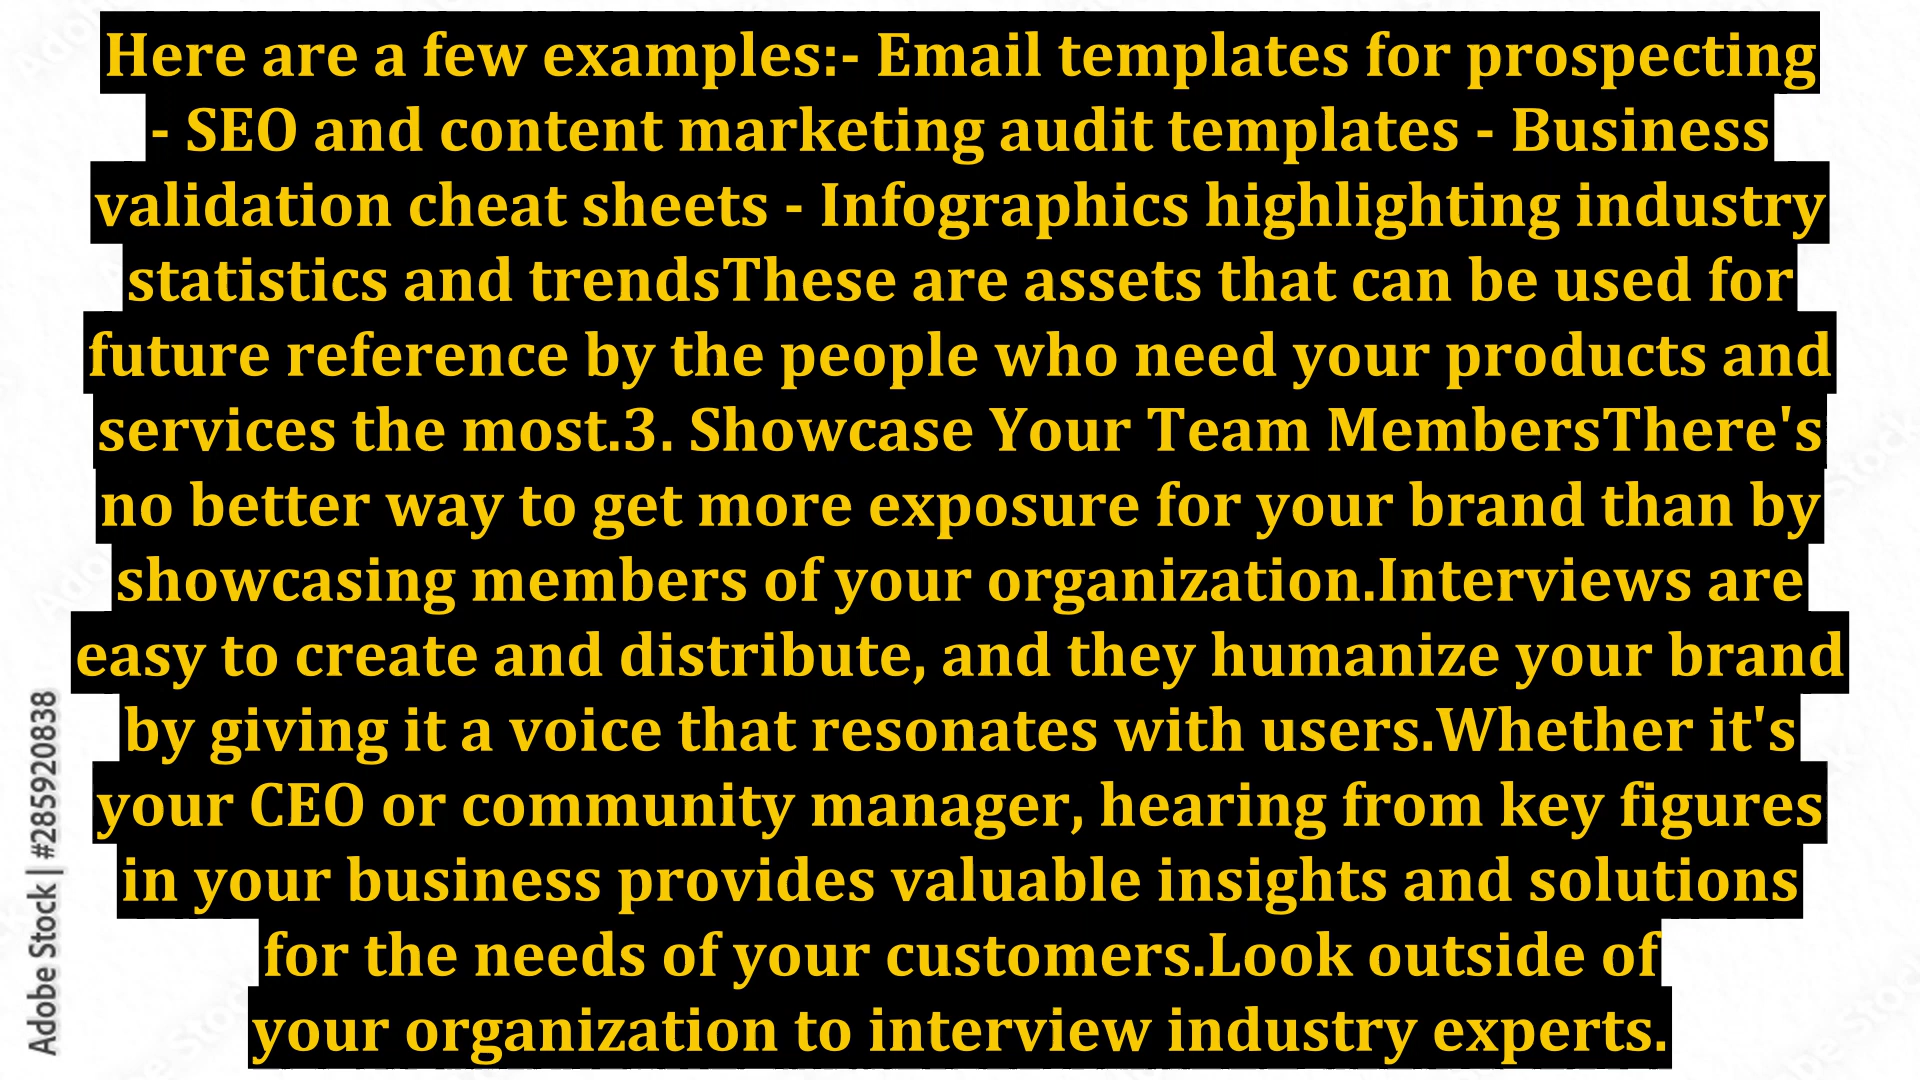 Here are a few examples:- Email templates for prospecting
- SEO and content marketing audit templates - Business
validation cheat sheets - Infographics highlighting industry
statistics and trendsThese are assets that can be used for
future reference by the people who need your products and
services the most.3. Showcase Your Team MembersThere's
no better way to get more exposure for your brand than by
showcasing members of your organization.Interviews are
easy to create and distribute, and they humanize your brand
by giving it a voice that resonates with users.Whether it's
your CEO or community manager, hearing from key figures
in your business provides valuable insights and solutions
for the needs of your customers.Look outside of
your organization to interview industry experts.
Adobe Stock | #285920838